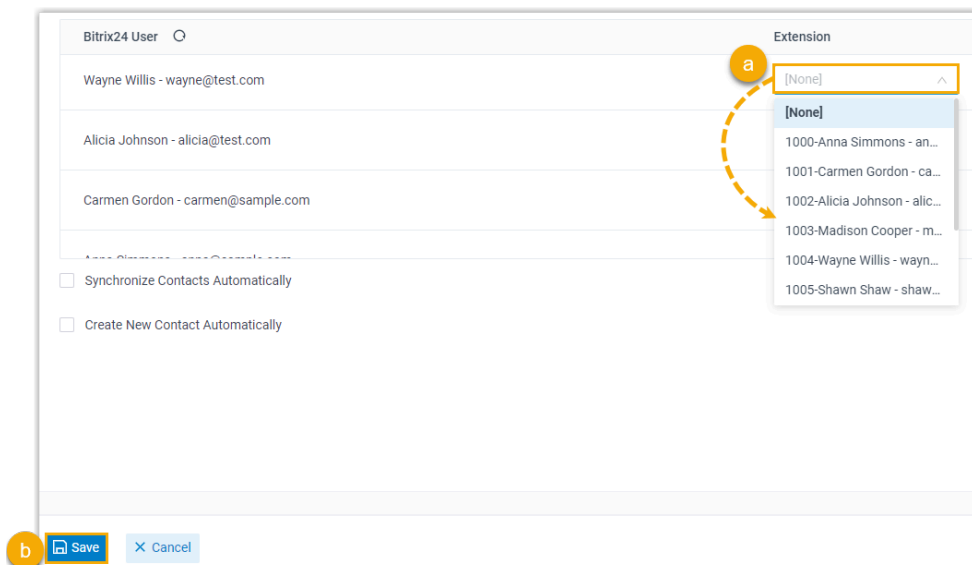 Bitrix24 User Extension
a
Wayne Willis - wayne@test.com [None]
[None]
Alicia Johnson - alicia@test.com 1000-Anna Simmons - an...
1001-Carmen Gordon - ca...
Carmen Gordon - carmen@sample.com 1002-Alicia Johnson - alic...
1003-Madison Cooper - m...
1004-Wayne Willis - wayn...
Synchronize Contacts Automatically 1005-Shawn Shaw - shaw...
Create New Contact Automatically
b Save Cancel